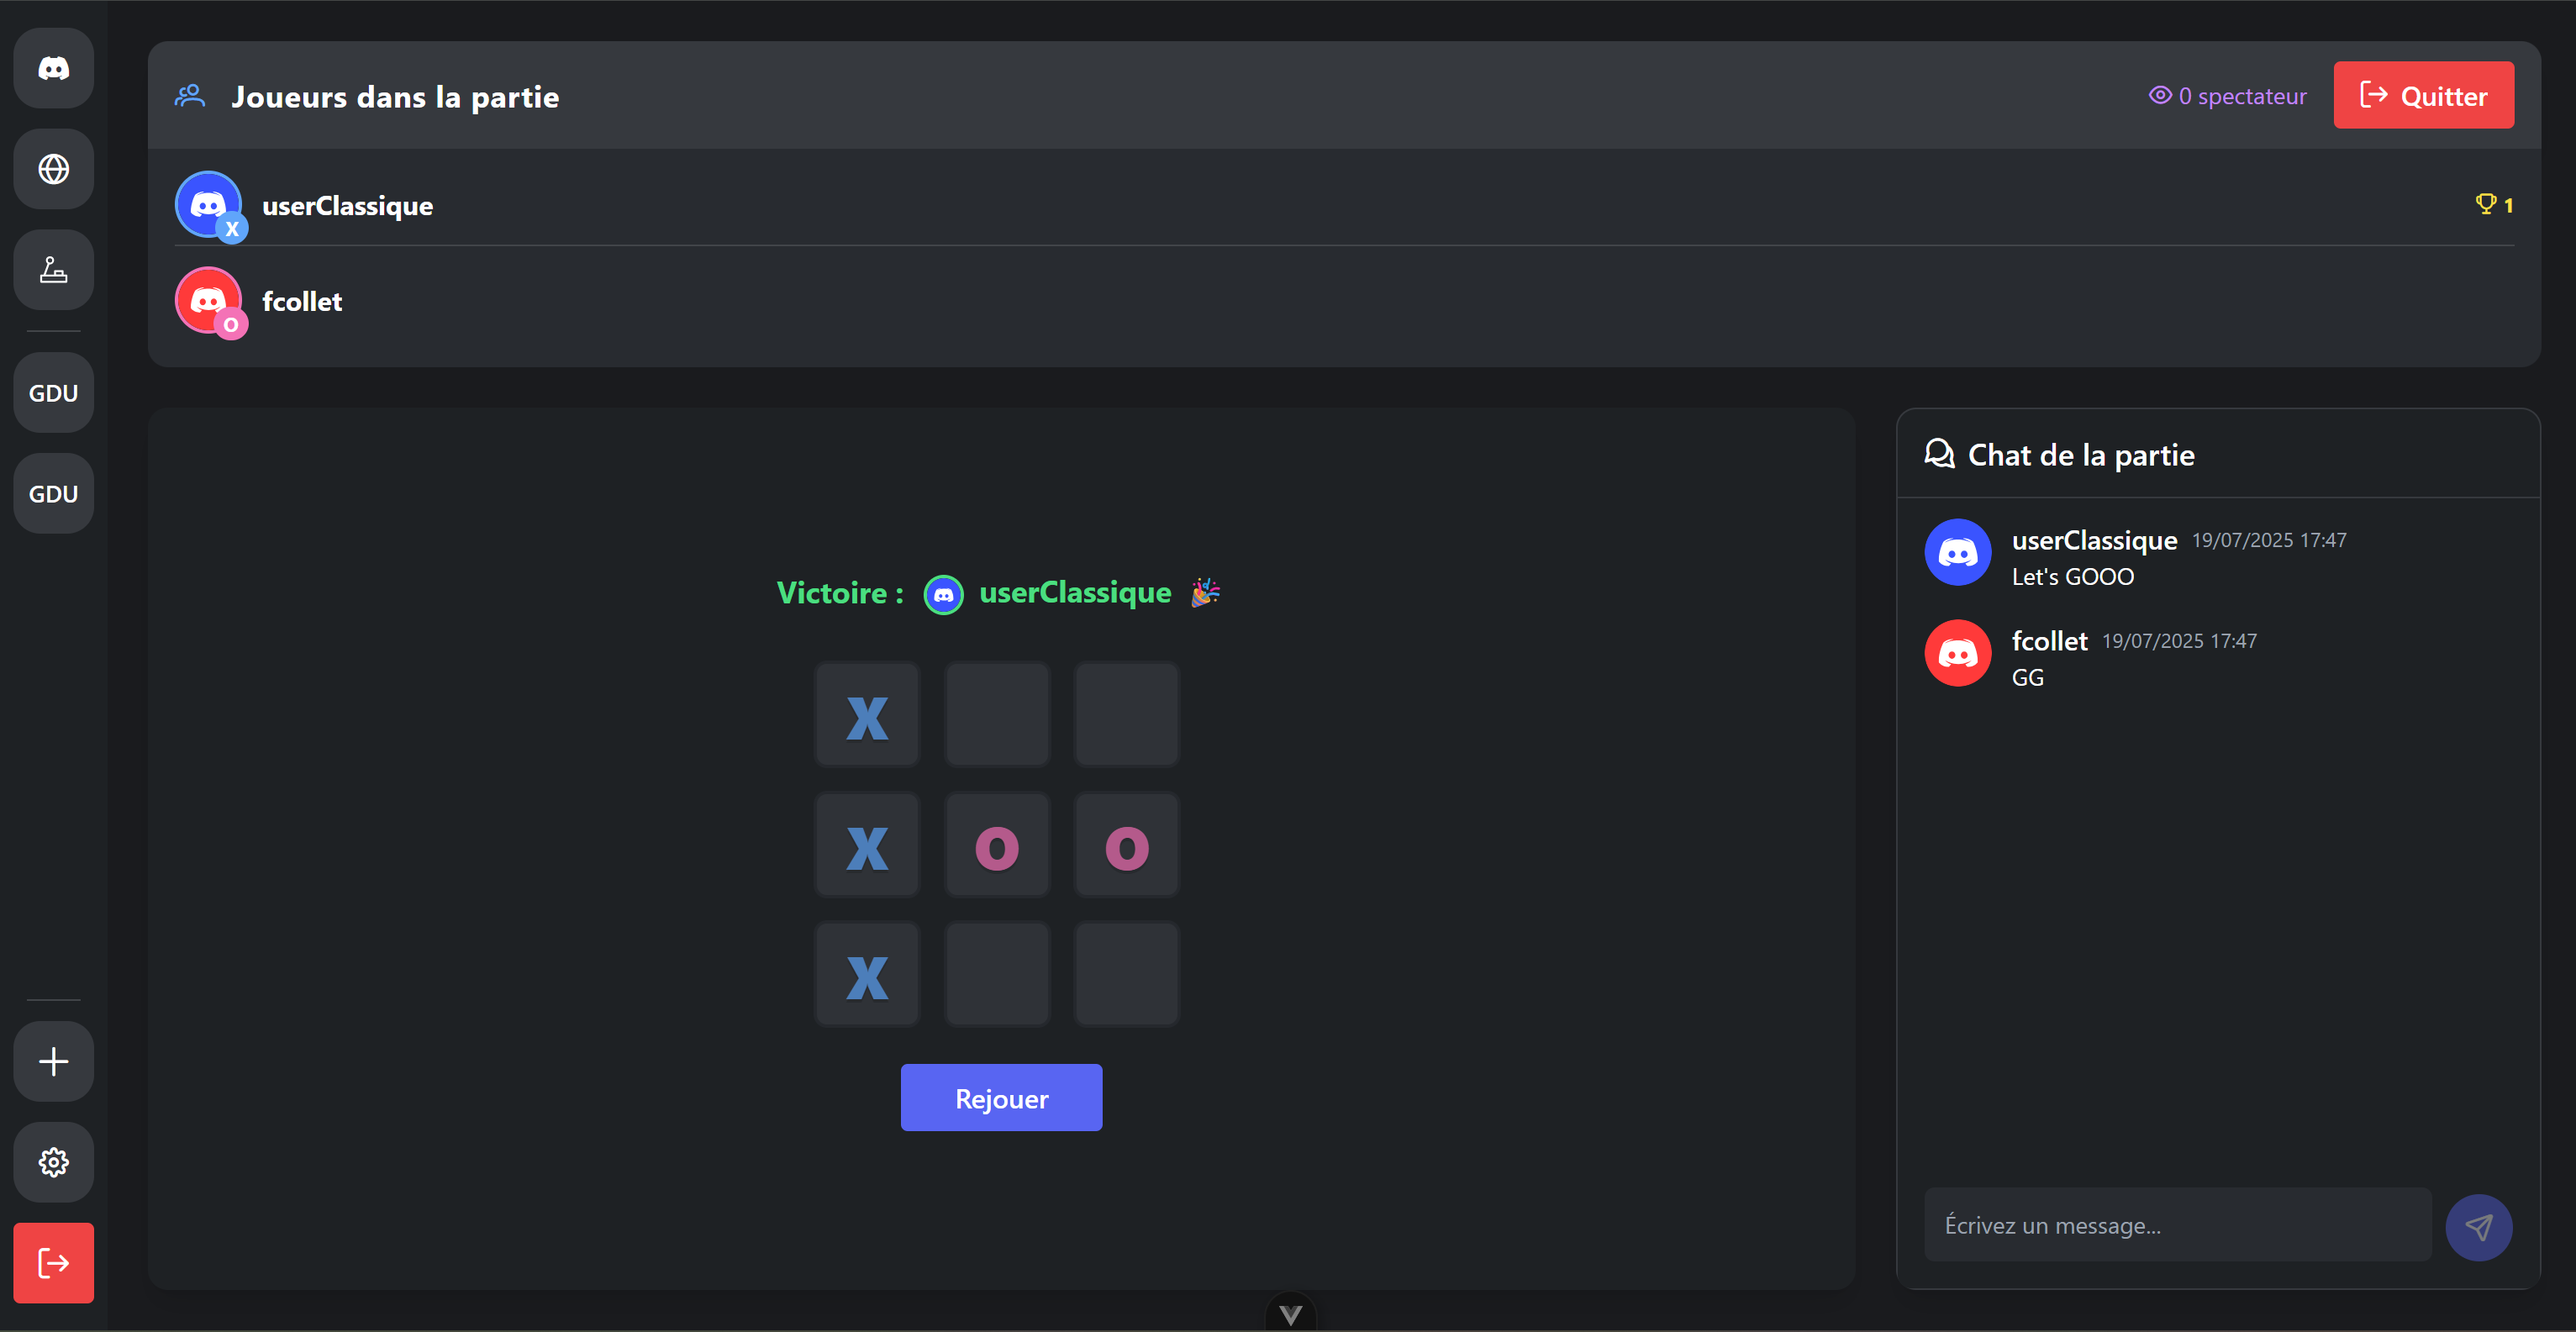 Joueurs dans la partie
0 spectateur
Quitter
X
userClassique
1
O
fcollet
GDU
GDU
Victoire : userClassique 🎉
X
X O O
X
Rejouer
Chat de la partie
userClassique 19/07/2025 17:47
Let's GOOO
fcollet 19/07/2025 17:47
GG
Écrivez un message...